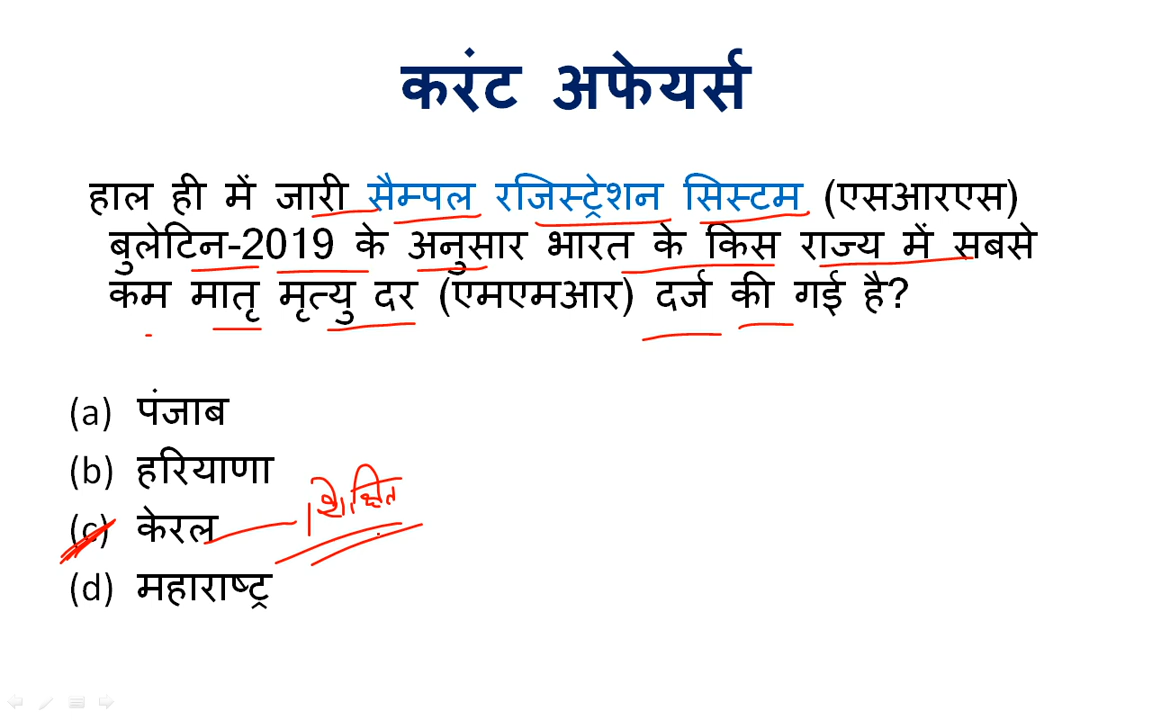 करंट अफेयर्स
हाल ही में जारी सैम्पल रजिस्ट्रेशन सिस्टम (एसआरएस)
बुलेटिन-2019 के अनुसार भारत के किस राज्य में सबसे
कम मातृ मृत्यु दर (एमएमआर) दर्ज की गई है?
(a) पंजाब
(b) हरियाणा
(c) केरल शिक्षित
(d) महाराष्ट्र